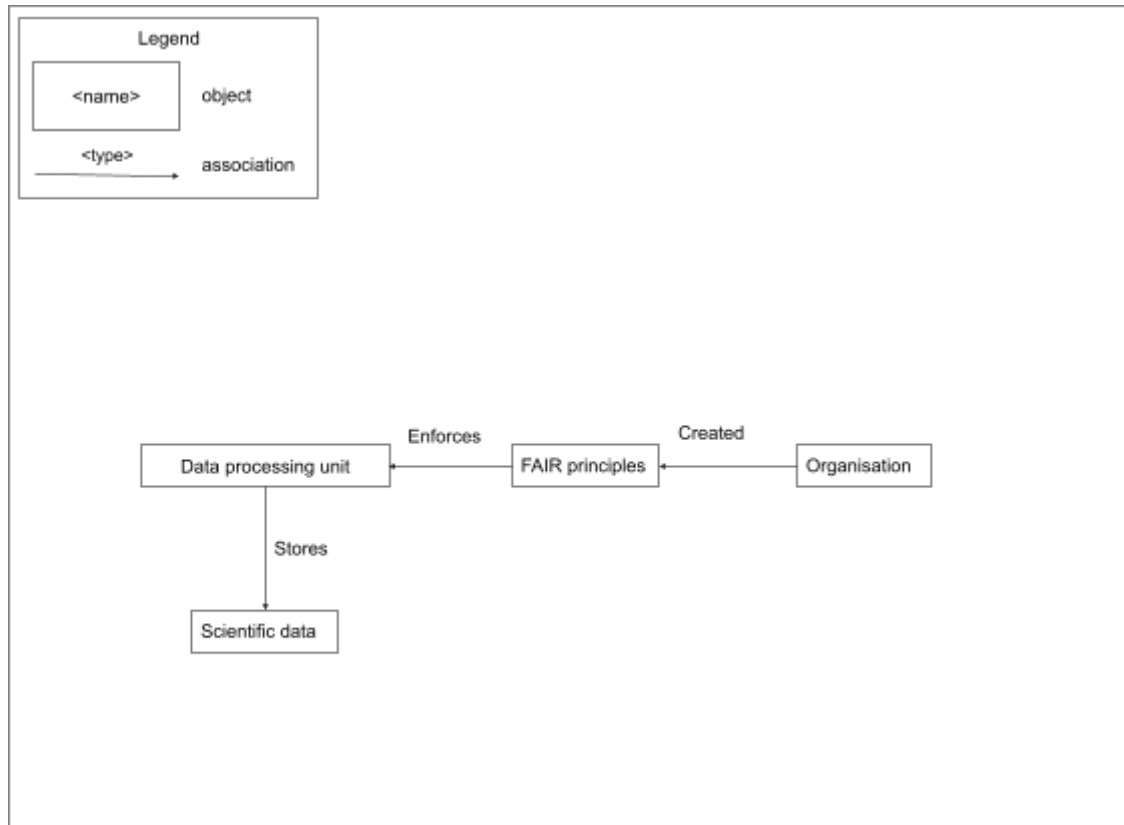 Legend
<name>
object
<type>
association
Enforces
Created
Data processing unit
FAIR principles
Organisation
Stores
Scientific data